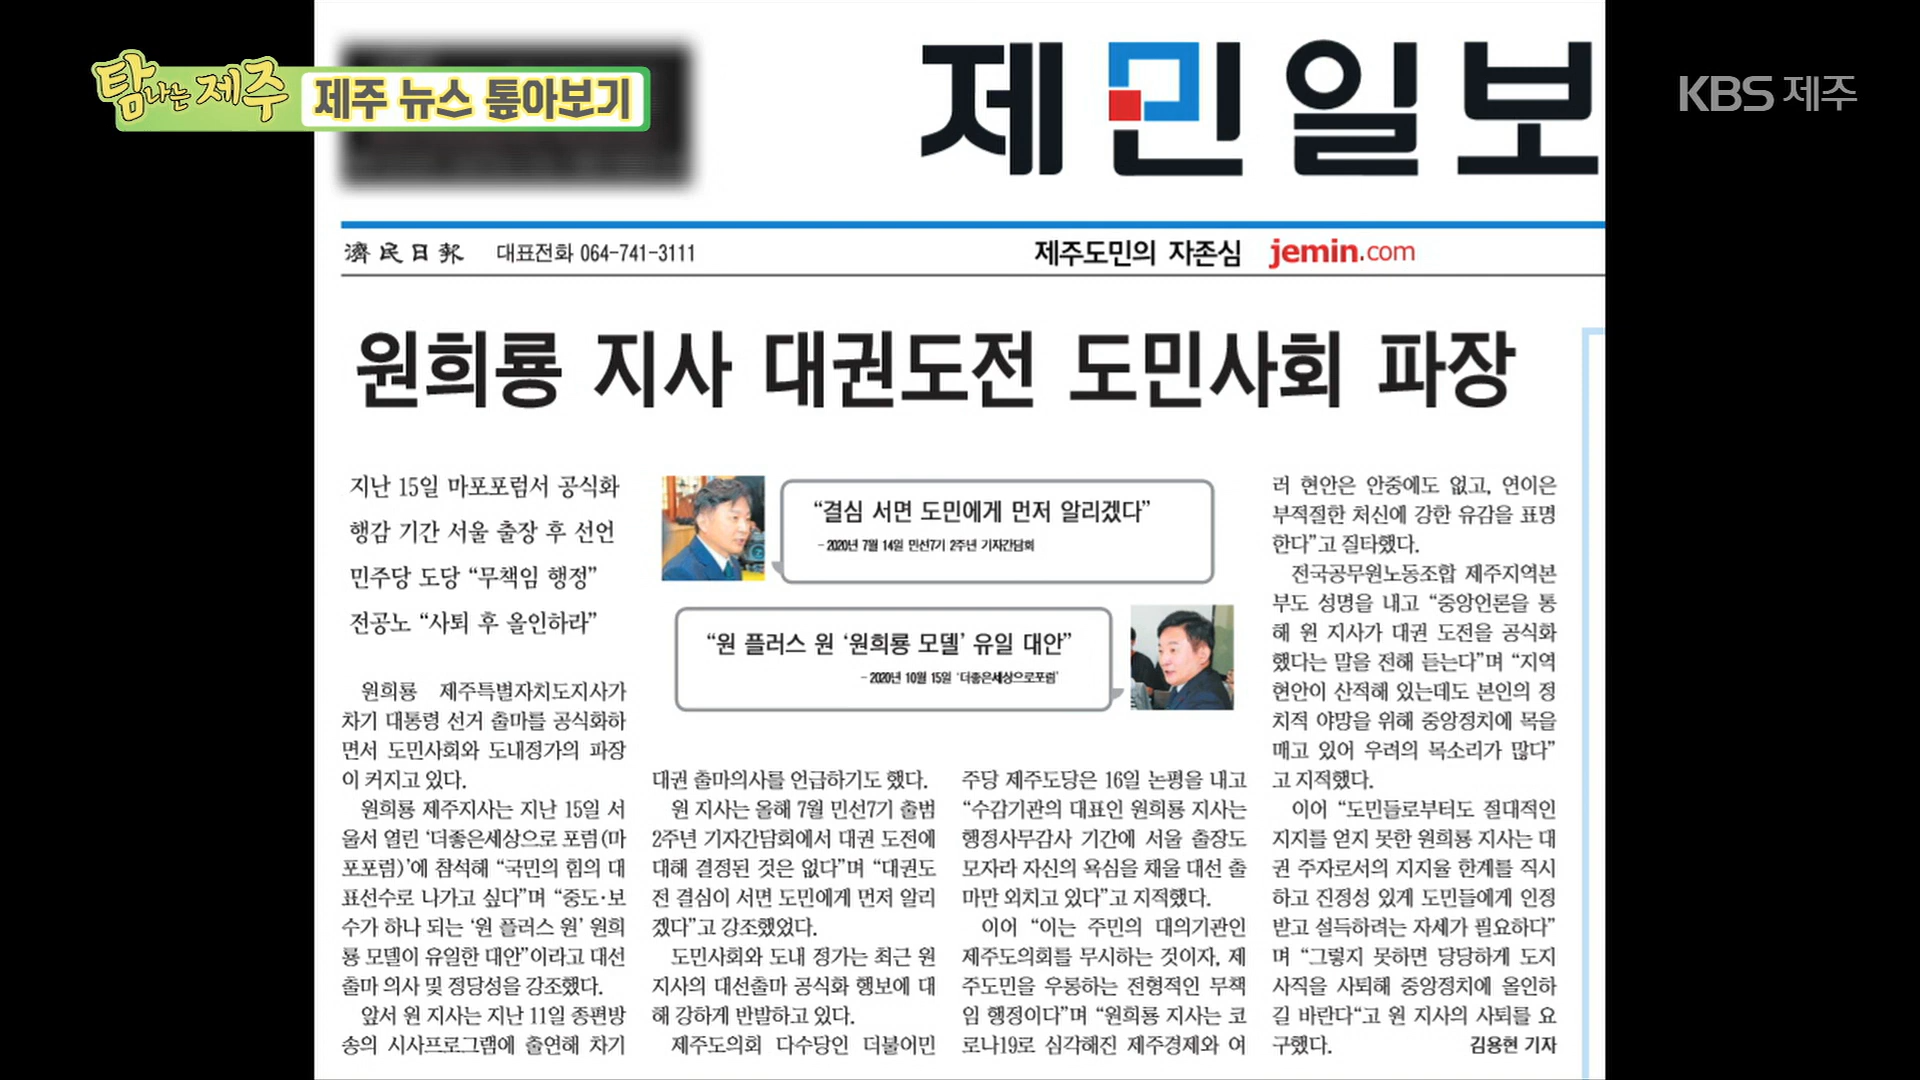 탐나는 제주
제주 뉴스 톺아보기
KBS 제주
제민일보
濟民日報
대표전화 064-741-3111
제주도민의 자존심
jemin.com
원희룡 지사 대권도전 도민사회 파장
지난 15일 마포포럼서 공식화
행감 기간 서울 출장 후 선언
민주당 도당 “무책임 행정”
전공노 “사퇴 후 올인하라”
“결심 서면 도민에게 먼저 알리겠다”
- 2020년 7월 14일 민선7기 2주년 기자간담회
“원 플러스 원 ‘원희룡 모델’ 유일 대안”
- 2020년 10월 15일 ‘더좋은세상으로포럼’
원희룡 제주특별자치도지사가
차기 대통령 선거 출마를 공식화하
면서 도민사회와 도내정가의 파장
이 커지고 있다.
원희룡 제주지사는 지난 15일 서
울서 열린 ‘더좋은세상으로 포럼(마
포포럼)’에 참석해 “국민의 힘의 대
표선수로 나가고 싶다”며 “중도·보
수가 하나 되는 ‘원 플러스 원’ 원희
룡 모델이 유일한 대안”이라고 대선
출마 의사 및 정당성을 강조했다.
앞서 원 지사는 지난 11일 종편방
송의 시사프로그램에 출연해 차기
대권 출마의사를 언급하기도 했다.
원 지사는 올해 7월 민선7기 출범
2주년 기자간담회에서 대권 도전에
대해 결정된 것은 없다”며 “대권도
전 결심이 서면 도민에게 먼저 알리
겠다”고 강조했었다.
도민사회와 도내 정가는 최근 원
지사의 대선출마 공식화 행보에 대
해 강하게 반발하고 있다.
제주도의회 다수당인 더불어민
주당 제주도당은 16일 논평을 내고
“수감기관의 대표인 원희룡 지사는
행정사무감사 기간에 서울 출장도
모자라 자신의 욕심을 채울 대선 출
마만 외치고 있다”고 지적했다.
이어 “이는 주민의 대의기관인
제주도의회를 무시하는 것이자, 제
주도민을 우롱하는 전형적인 무책
임 행정이다”며 “원희룡 지사는 코
로나19로 심각해진 제주경제와 여
러 현안은 안중에도 없고, 연이은
부적절한 처신에 강한 유감을 표명
한다”고 질타했다.
전국공무원노동조합 제주지역본
부도 성명을 내고 “중앙언론을 통
해 원 지사가 대권 도전을 공식화
했다는 말을 전해 듣는다”며 “지역
현안이 산적해 있는데도 본인의 정
치적 야망을 위해 중앙정치에 목을
매고 있어 우려의 목소리가 많다”
고 지적했다.
이어 “도민들로부터도 절대적인
지지를 얻지 못한 원희룡 지사는 대
권 주자로서의 지지율 한계를 직시
하고 진정성 있게 도민들에게 인정
받고 설득하려는 자세가 필요하다”
며 “그렇지 못하면 당당하게 도지
사직을 사퇴해 중앙정치에 올인하
길 바란다“고 원 지사의 사퇴를 요
구했다. 김용현 기자